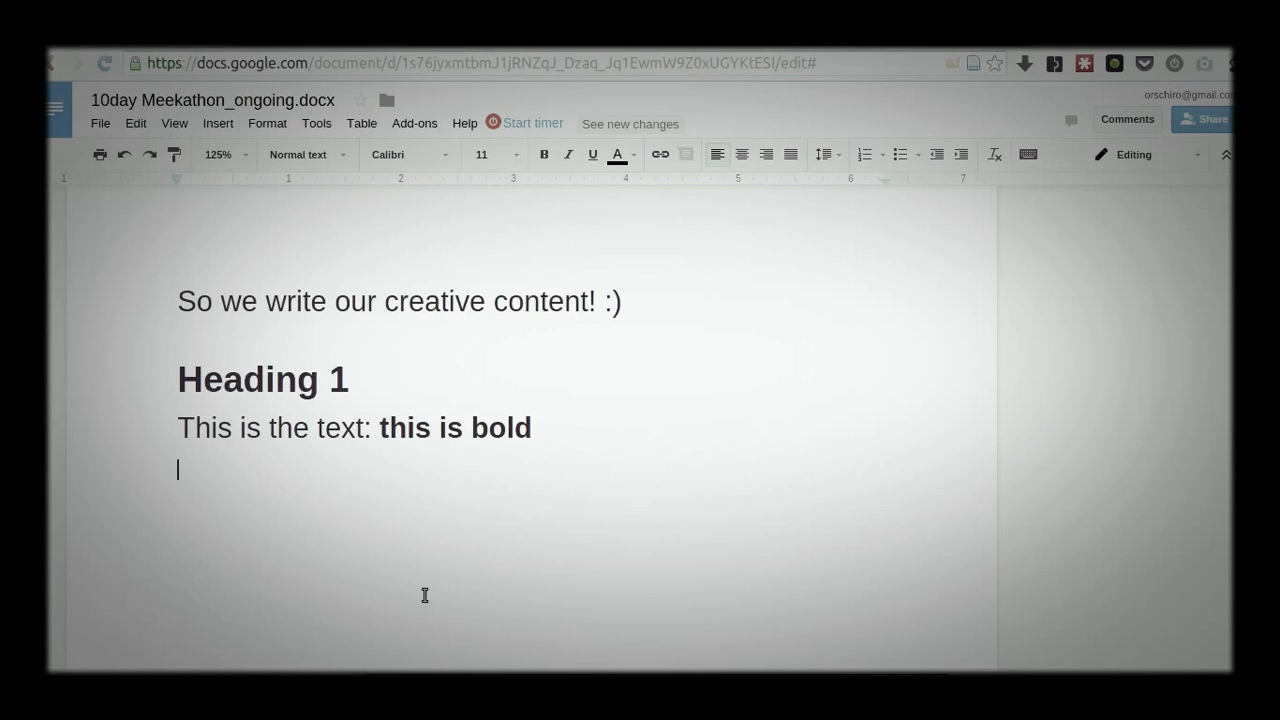 https://docs.google.com/document/d/1s76jyxmtbmJ1jRNZqJ_Dzaq_Jq1EwmW9Z0xUGYKtESI/edit#
10day Meekathon_ongoing.docx
orschiro@gmail.com
File Edit View Insert Format Tools Table Add-ons Help Start timer See new changes
Comments Share
125% Normal text Calibri 11 B I U A Editing
1 1 2 3 4 5 6 7
So we write our creative content! :)
Heading 1
This is the text: this is bold